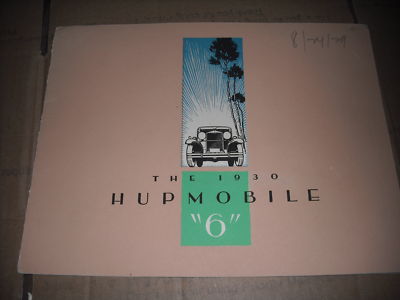 THE 1930
HUPMOBILE
"6"